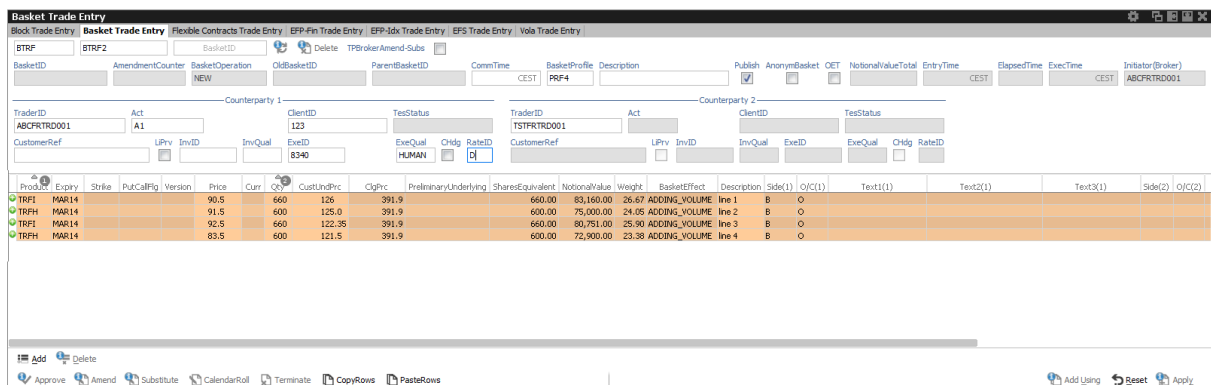 Basket Trade Entry
Block Trade Entry Basket Trade Entry Flexible Contracts Trade Entry EFP-Fin Trade Entry EFP-Idx Trade Entry EFS Trade Entry Vola Trade Entry
BTRF BTRF2 BasketID Delete TPBrokerAmend-Subs
BasketID AmendmentCounter BasketOperation OldBasketID ParentBasketID CommTime BasketProfile Description Publish AnonymBasket OET NotionalValueTotal EntryTime ElapsedTime ExecTime Initiator(Broker)
NEW CEST PRF4 CEST CEST ABCFRTRD001
Counterparty 1 Counterparty 2
TraderID Act ClientID TesStatus TraderID Act ClientID TesStatus
ABCFRTRD001 A1 123 TSTFRTRD001
CustomerRef LiPrv InvID InvQual ExeID ExeQual CHdg RateID CustomerRef LiPrv InvID InvQual ExeID ExeQual CHdg RateID
8340 HUMAN D
Product 1 Expiry Strike PutCallFlg Version Price Curr Qty 2 CustUndPrc ClgPrc PreliminaryUnderlying SharesEquivalent NotionalValue Weight BasketEffect Description Side(1) O/C(1) Text1(1) Text2(1) Text3(1) Side(2) O/C(2)
TRFI MAR14 90.5 660 126 391.9 660.00 83,160.00 26.67 ADDING_VOLUME line 1 B O
TRFH MAR14 91.5 600 125.0 391.9 600.00 75,000.00 24.05 ADDING_VOLUME line 2 B O
TRFI MAR14 92.5 660 122.35 391.9 660.00 80,751.00 25.90 ADDING_VOLUME line 3 B O
TRFH MAR14 83.5 600 121.5 391.9 600.00 72,900.00 23.38 ADDING_VOLUME line 4 B O
Add Delete
Approve Amend Substitute CalendarRoll Terminate CopyRows PasteRows Add Using Reset Apply